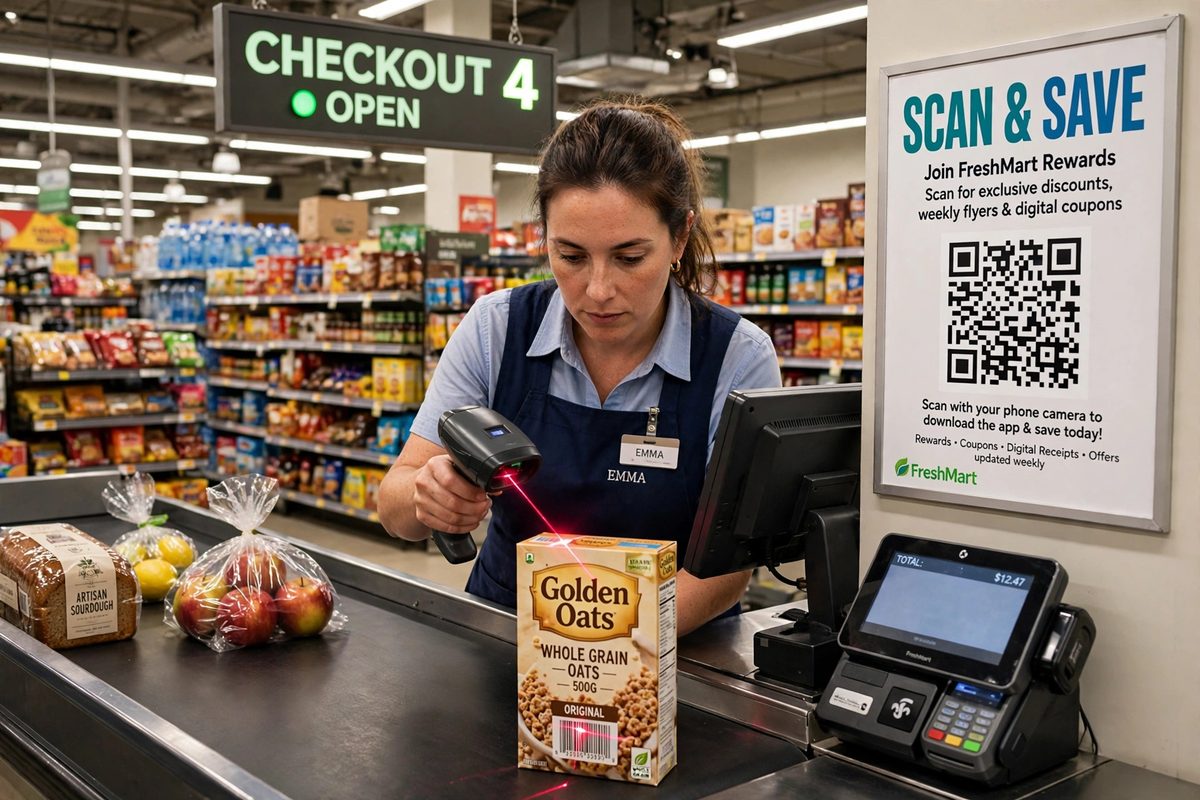 CHECKOUT 4
OPEN
SCAN & SAVE
Join FreshMart Rewards
Scan for exclusive discounts,
weekly flyers & digital coupons
Scan with your phone camera to
download the app & save today!
Rewards • Coupons • Digital Receipts • Offers
updated weekly
FreshMart
EMMA
EMMA
ARTISAN
SOURDOUGH
Golden
Oats
WHOLE GRAIN
OATS
500G
ORIGINAL
TOTAL:
$12.47
FreshMart